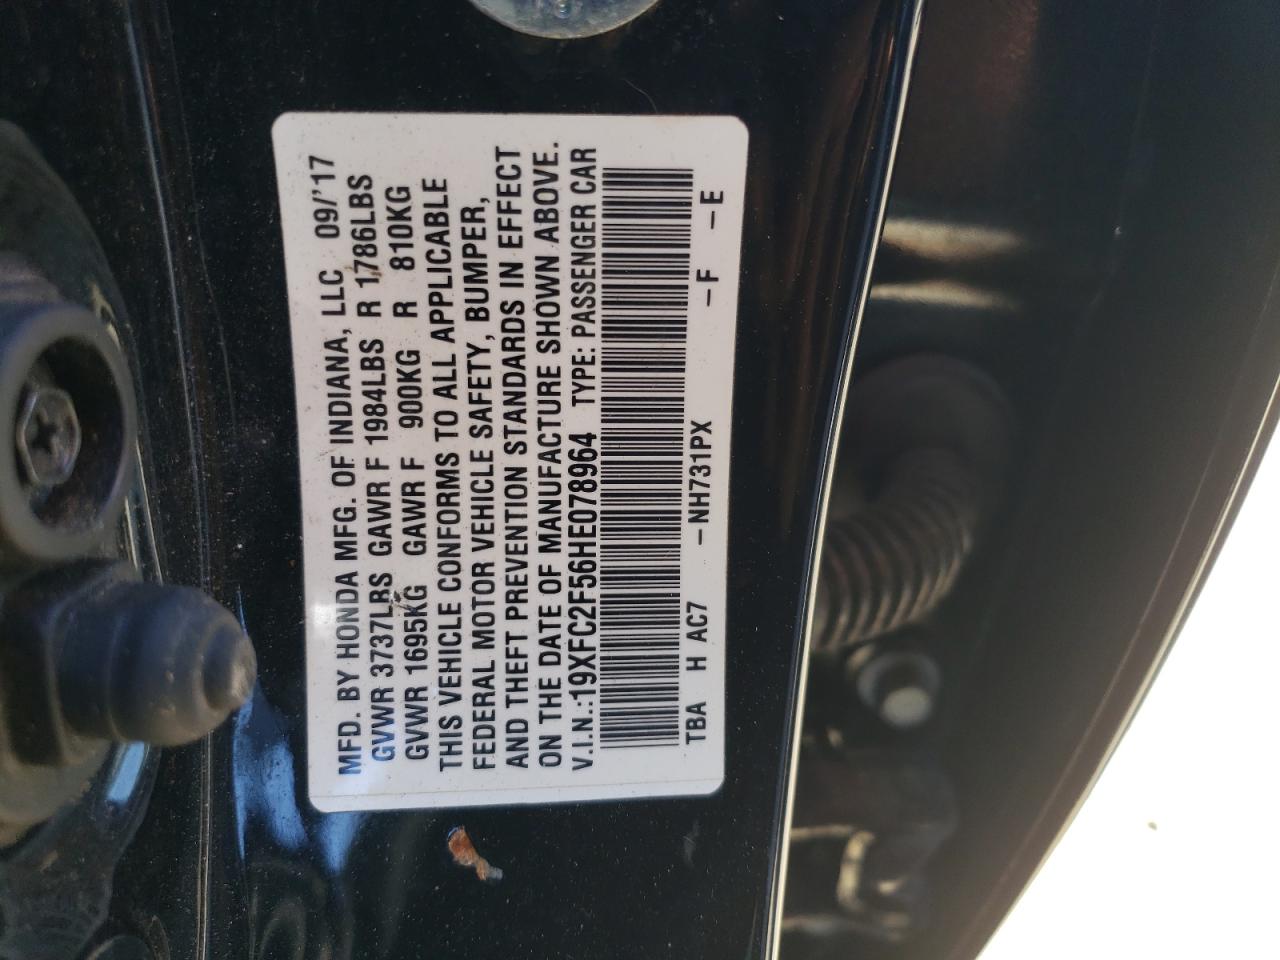 MFD. BY HONDA MFG. OF INDIANA, LLC 09/'17
GVWR 3737LBS GAWR F 1984LBS R 1786LBS
GVWR 1695KG GAWR F 900KG R 810KG
THIS VEHICLE CONFORMS TO ALL APPLICABLE
FEDERAL MOTOR VEHICLE SAFETY, BUMPER,
AND THEFT PREVENTION STANDARDS IN EFFECT
ON THE DATE OF MANUFACTURE SHOWN ABOVE.
V.I.N.:19XFC2F56HE078964 TYPE: PASSENGER CAR
TBA H AC7 –NH731PX –F –E